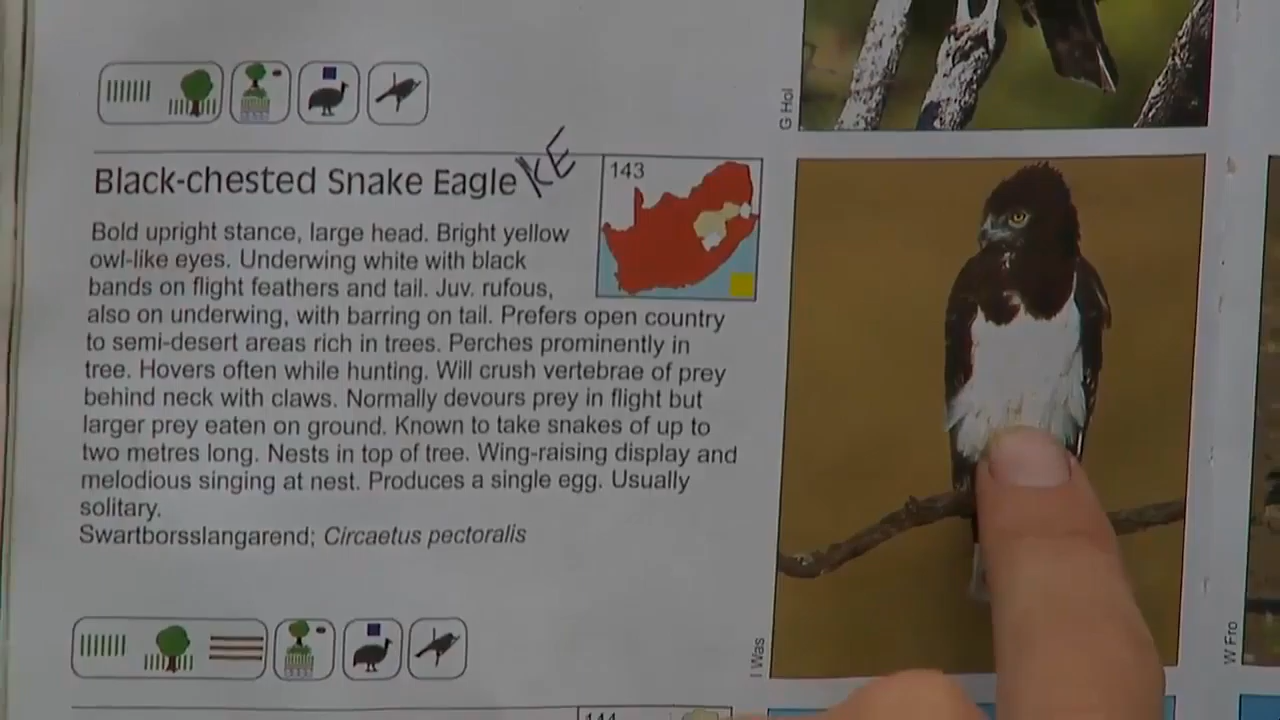 G Hol
Black-chested Snake Eagle KE
143
Bold upright stance, large head. Bright yellow
owl-like eyes. Underwing white with black
bands on flight feathers and tail. Juv. rufous,
also on underwing, with barring on tail. Prefers open country
to semi-desert areas rich in trees. Perches prominently in
tree. Hovers often while hunting. Will crush vertebrae of prey
behind neck with claws. Normally devours prey in flight but
larger prey eaten on ground. Known to take snakes of up to
two metres long. Nests in top of tree. Wing-raising display and
melodious singing at nest. Produces a single egg. Usually
solitary.
Swartborsslangarend; Circaetus pectoralis
I Was
W Fro
144